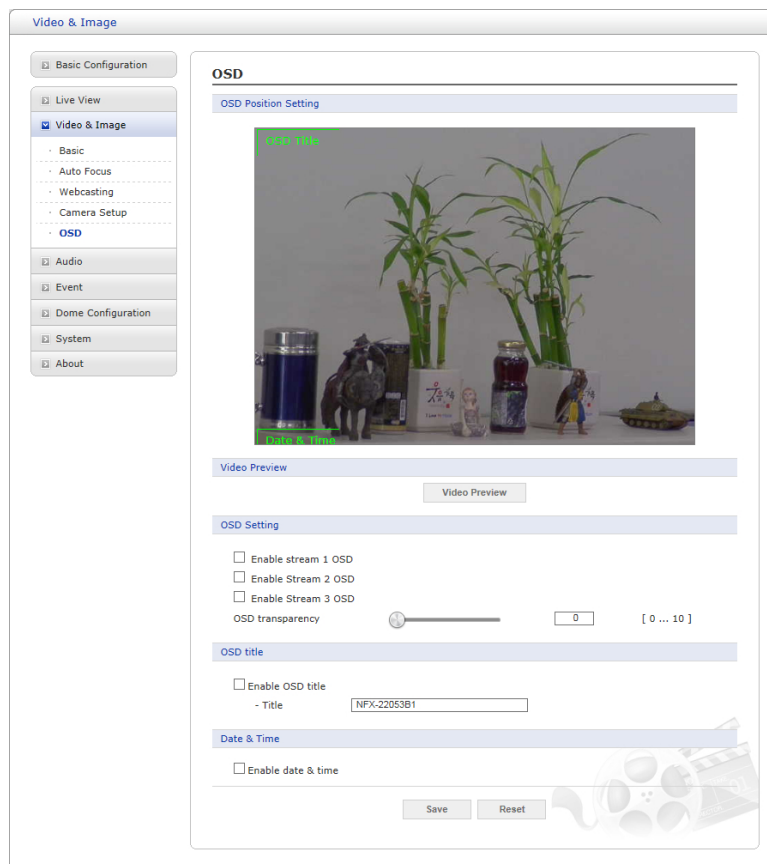 Video & Image
Basic Configuration
Live View
Video & Image
Basic
Auto Focus
Webcasting
Camera Setup
OSD
Audio
Event
Dome Configuration
System
About
OSD
OSD Position Setting
OSD Title
Date & Time
Video Preview
Video Preview
OSD Setting
Enable stream 1 OSD
Enable Stream 2 OSD
Enable Stream 3 OSD
OSD transparency 0 [ 0 ... 10 ]
OSD title
Enable OSD title
- Title NFX-22053B1
Date & Time
Enable date & time
Save Reset